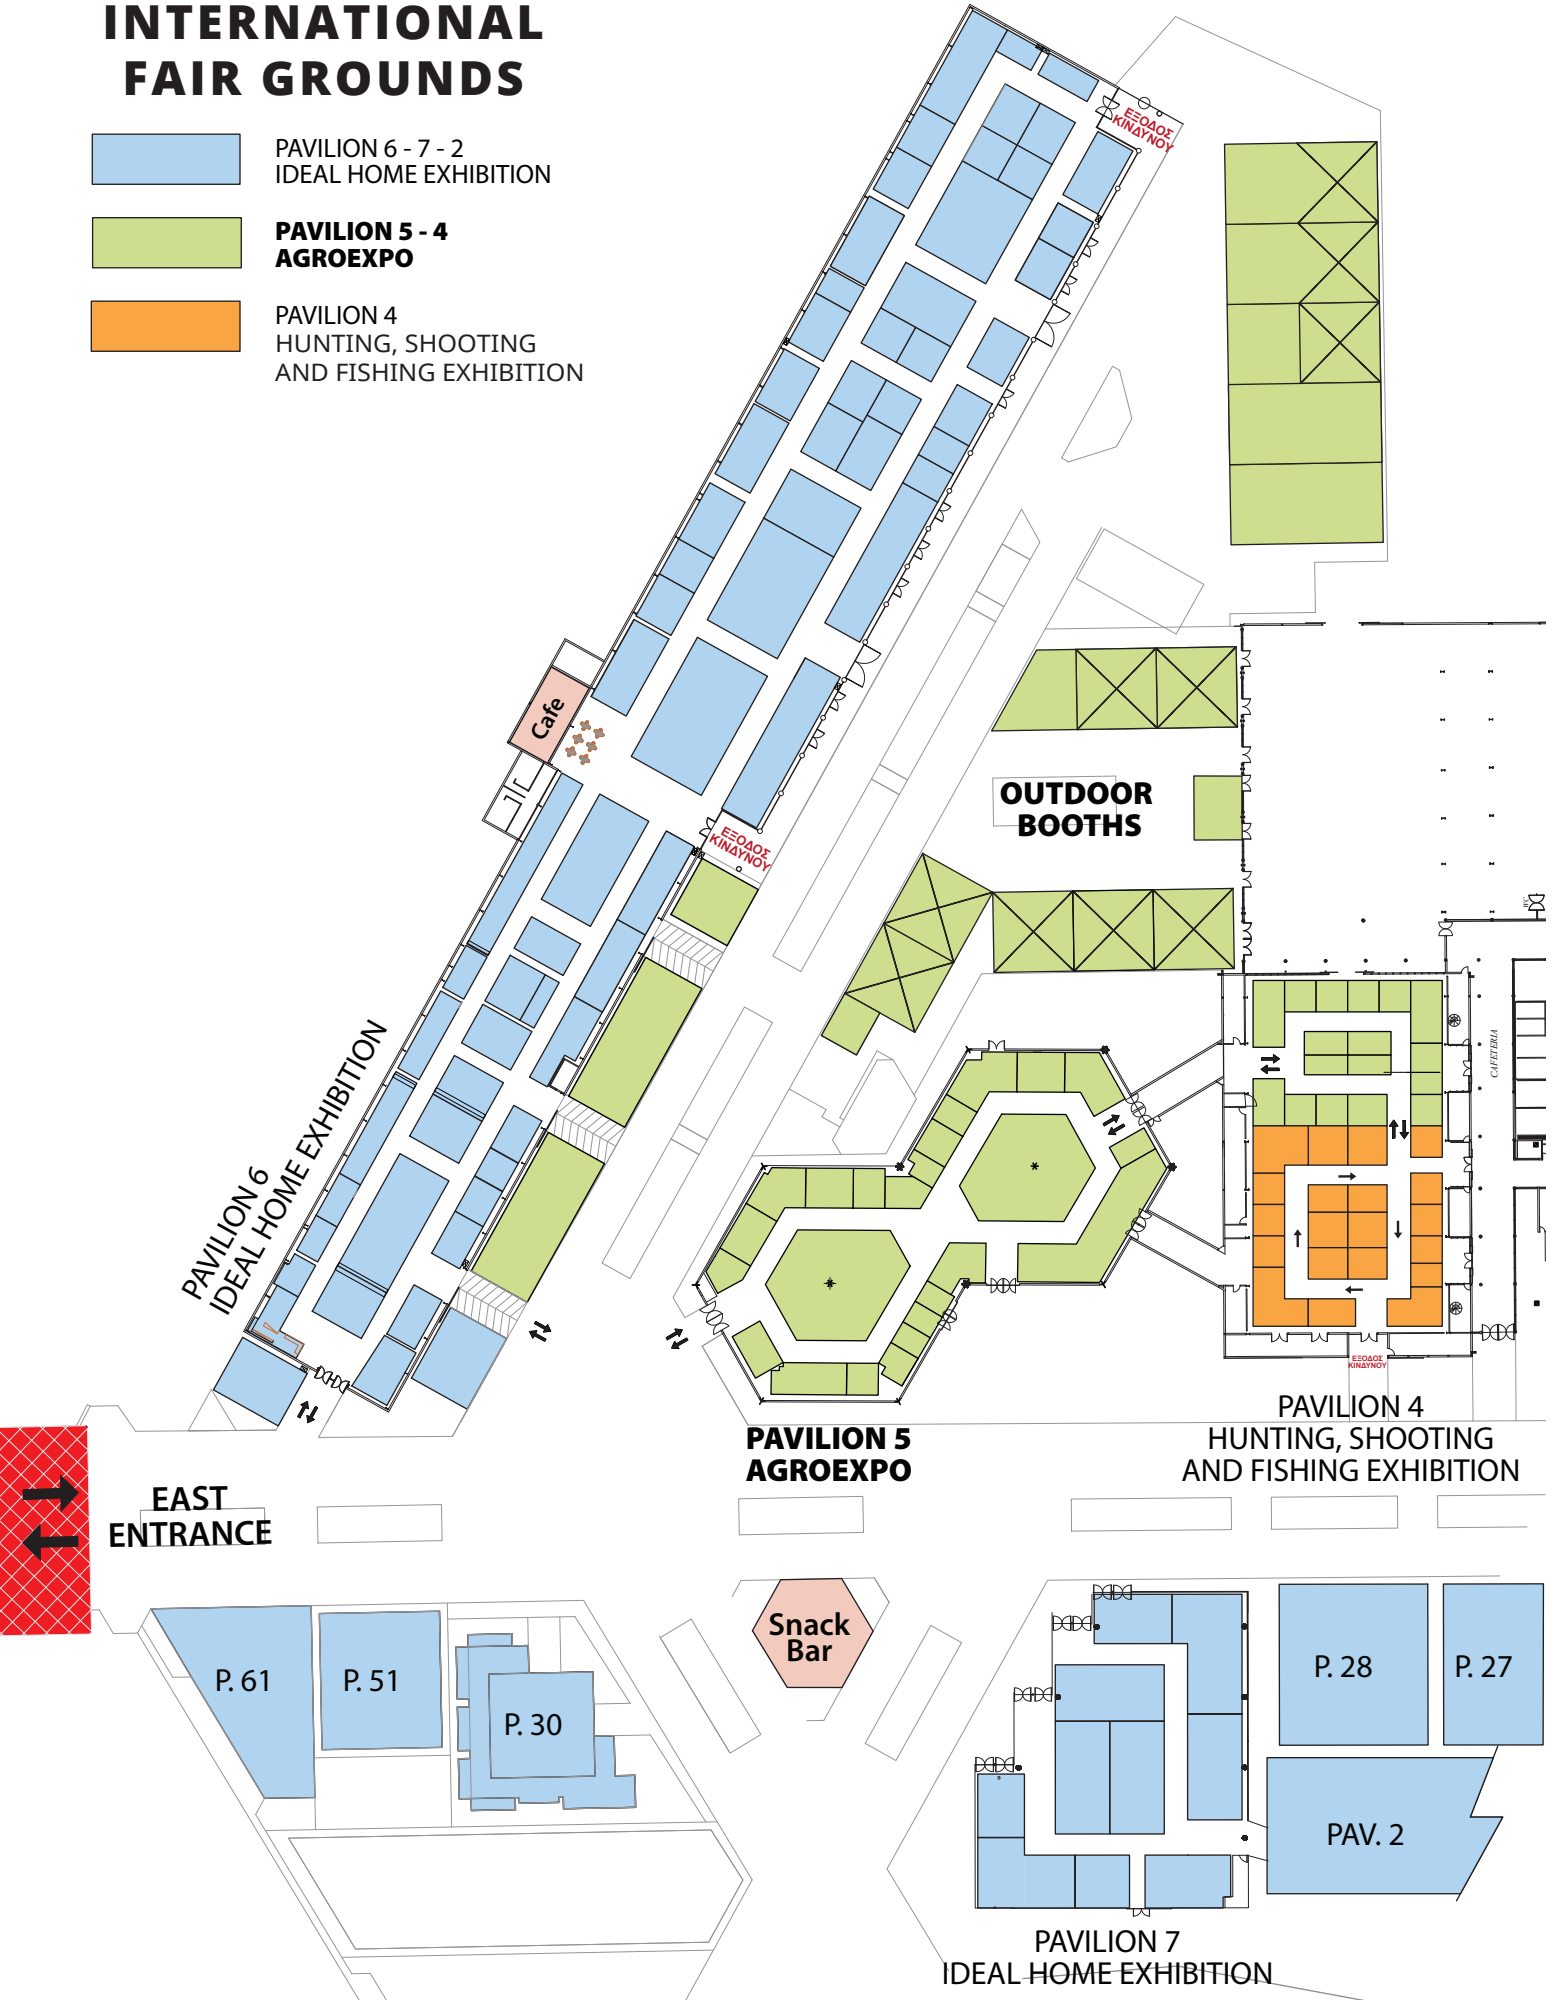 INTERNATIONAL
FAIR GROUNDS
PAVILION 6 - 7 - 2
IDEAL HOME EXHIBITION
PAVILION 5 - 4
AGROEXPO
PAVILION 4
HUNTING, SHOOTING
AND FISHING EXHIBITION
ΕΞΟΔΟΣ
ΚΙΝΔΥΝΟΥ
Cafe
OUTDOOR
BOOTHS
ΕΞΟΔΟΣ
ΚΙΝΔΥΝΟΥ
WC
CAFETERIA
PAVILION 6
IDEAL HOME EXHIBITION
ΕΞΟΔΟΣ
ΚΙΝΔΥΝΟΥ
PAVILION 5
AGROEXPO
PAVILION 4
HUNTING, SHOOTING
AND FISHING EXHIBITION
EAST
ENTRANCE
Snack
Bar
P. 61
P. 51
P. 30
P. 28
P. 27
PAV. 2
PAVILION 7
IDEAL HOME EXHIBITION